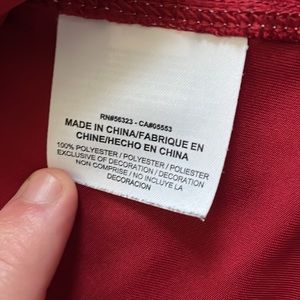 RN#56323 - CA#05553
MADE IN CHINA/FABRIQUE EN
CHINE/HECHO EN CHINA
100% POLYESTER / POLYESTER / POLIESTER
EXCLUSIVE OF DECORATION / DECORATION
NON COMPRISE / NO INCLUYE LA
DECORACION